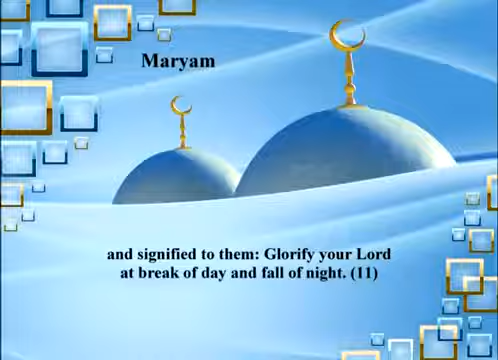 Maryam
and signified to them: Glorify your Lord
at break of day and fall of night. (11)